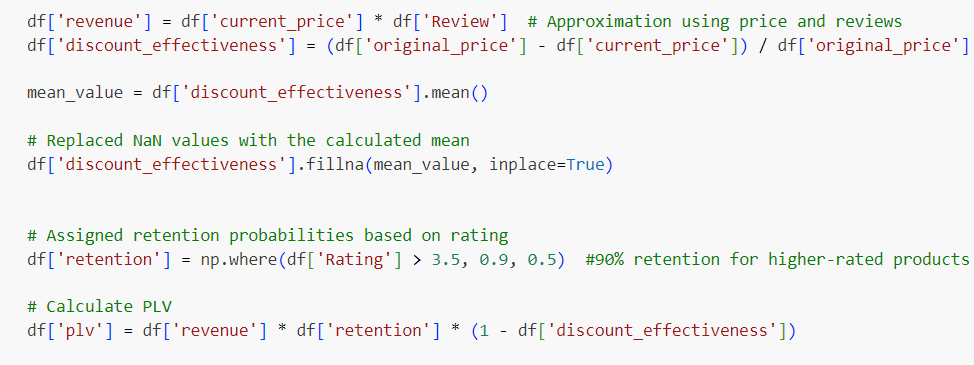 df['revenue'] = df['current_price'] * df['Review']  # Approximation using price and reviews
df['discount_effectiveness'] = (df['original_price'] - df['current_price']) / df['original_price']
mean_value = df['discount_effectiveness'].mean()
# Replaced NaN values with the calculated mean
df['discount_effectiveness'].fillna(mean_value, inplace=True)
# Assigned retention probabilities based on rating
df['retention'] = np.where(df['Rating'] > 3.5, 0.9, 0.5)  #90% retention for higher-rated products
# Calculate PLV
df['plv'] = df['revenue'] * df['retention'] * (1 - df['discount_effectiveness'])